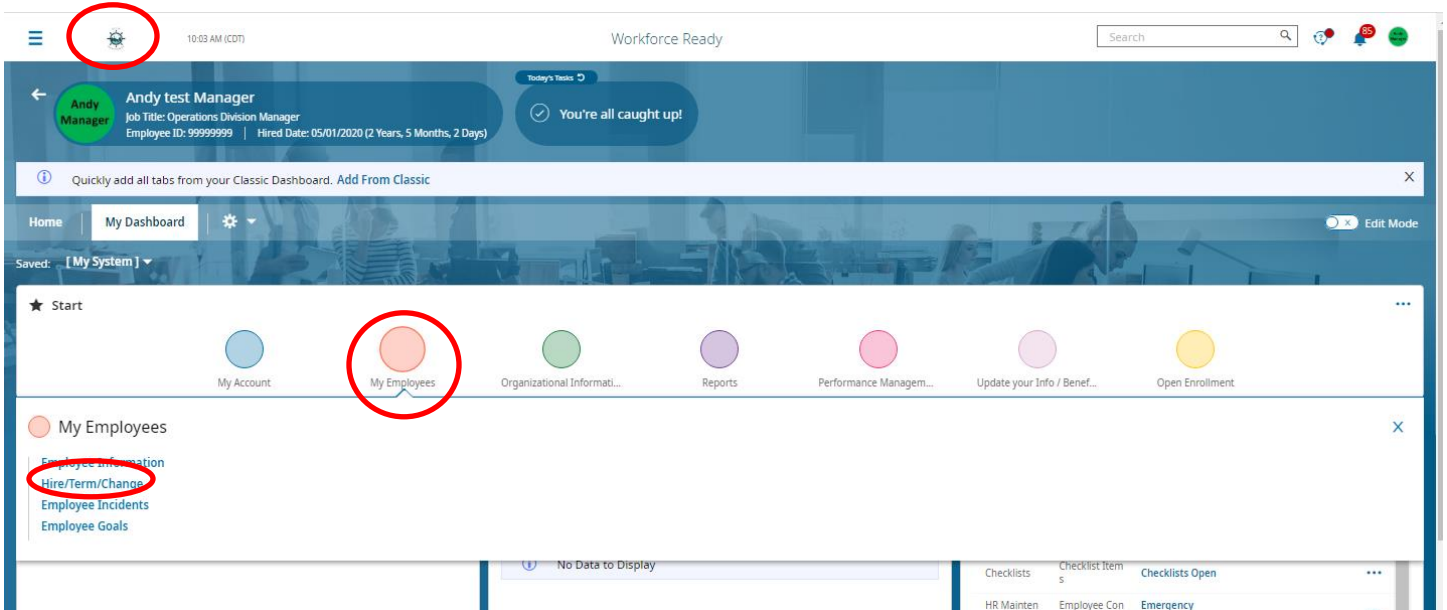 10:03 AM (CDT)
Workforce Ready
Search
85
Andy Manager
Andy test Manager
Job Title: Operations Division Manager
Employee ID: 99999999 | Hired Date: 05/01/2020 (2 Years, 5 Months, 2 Days)
Today's Tasks
You're all caught up!
Quickly add all tabs from your Classic Dashboard. Add From Classic
X
Home
My Dashboard
Edit Mode
Saved: [ My System ]
Start
My Account
My Employees
Organizational Informati...
Reports
Performance Managem...
Update your Info / Benef...
Open Enrollment
My Employees
X
Employee Information
Hire/Term/Change
Employee Incidents
Employee Goals
No Data to Display
Checklists
Checklist Item
s
Checklists Open
HR Mainten
Employee Con
Emergency